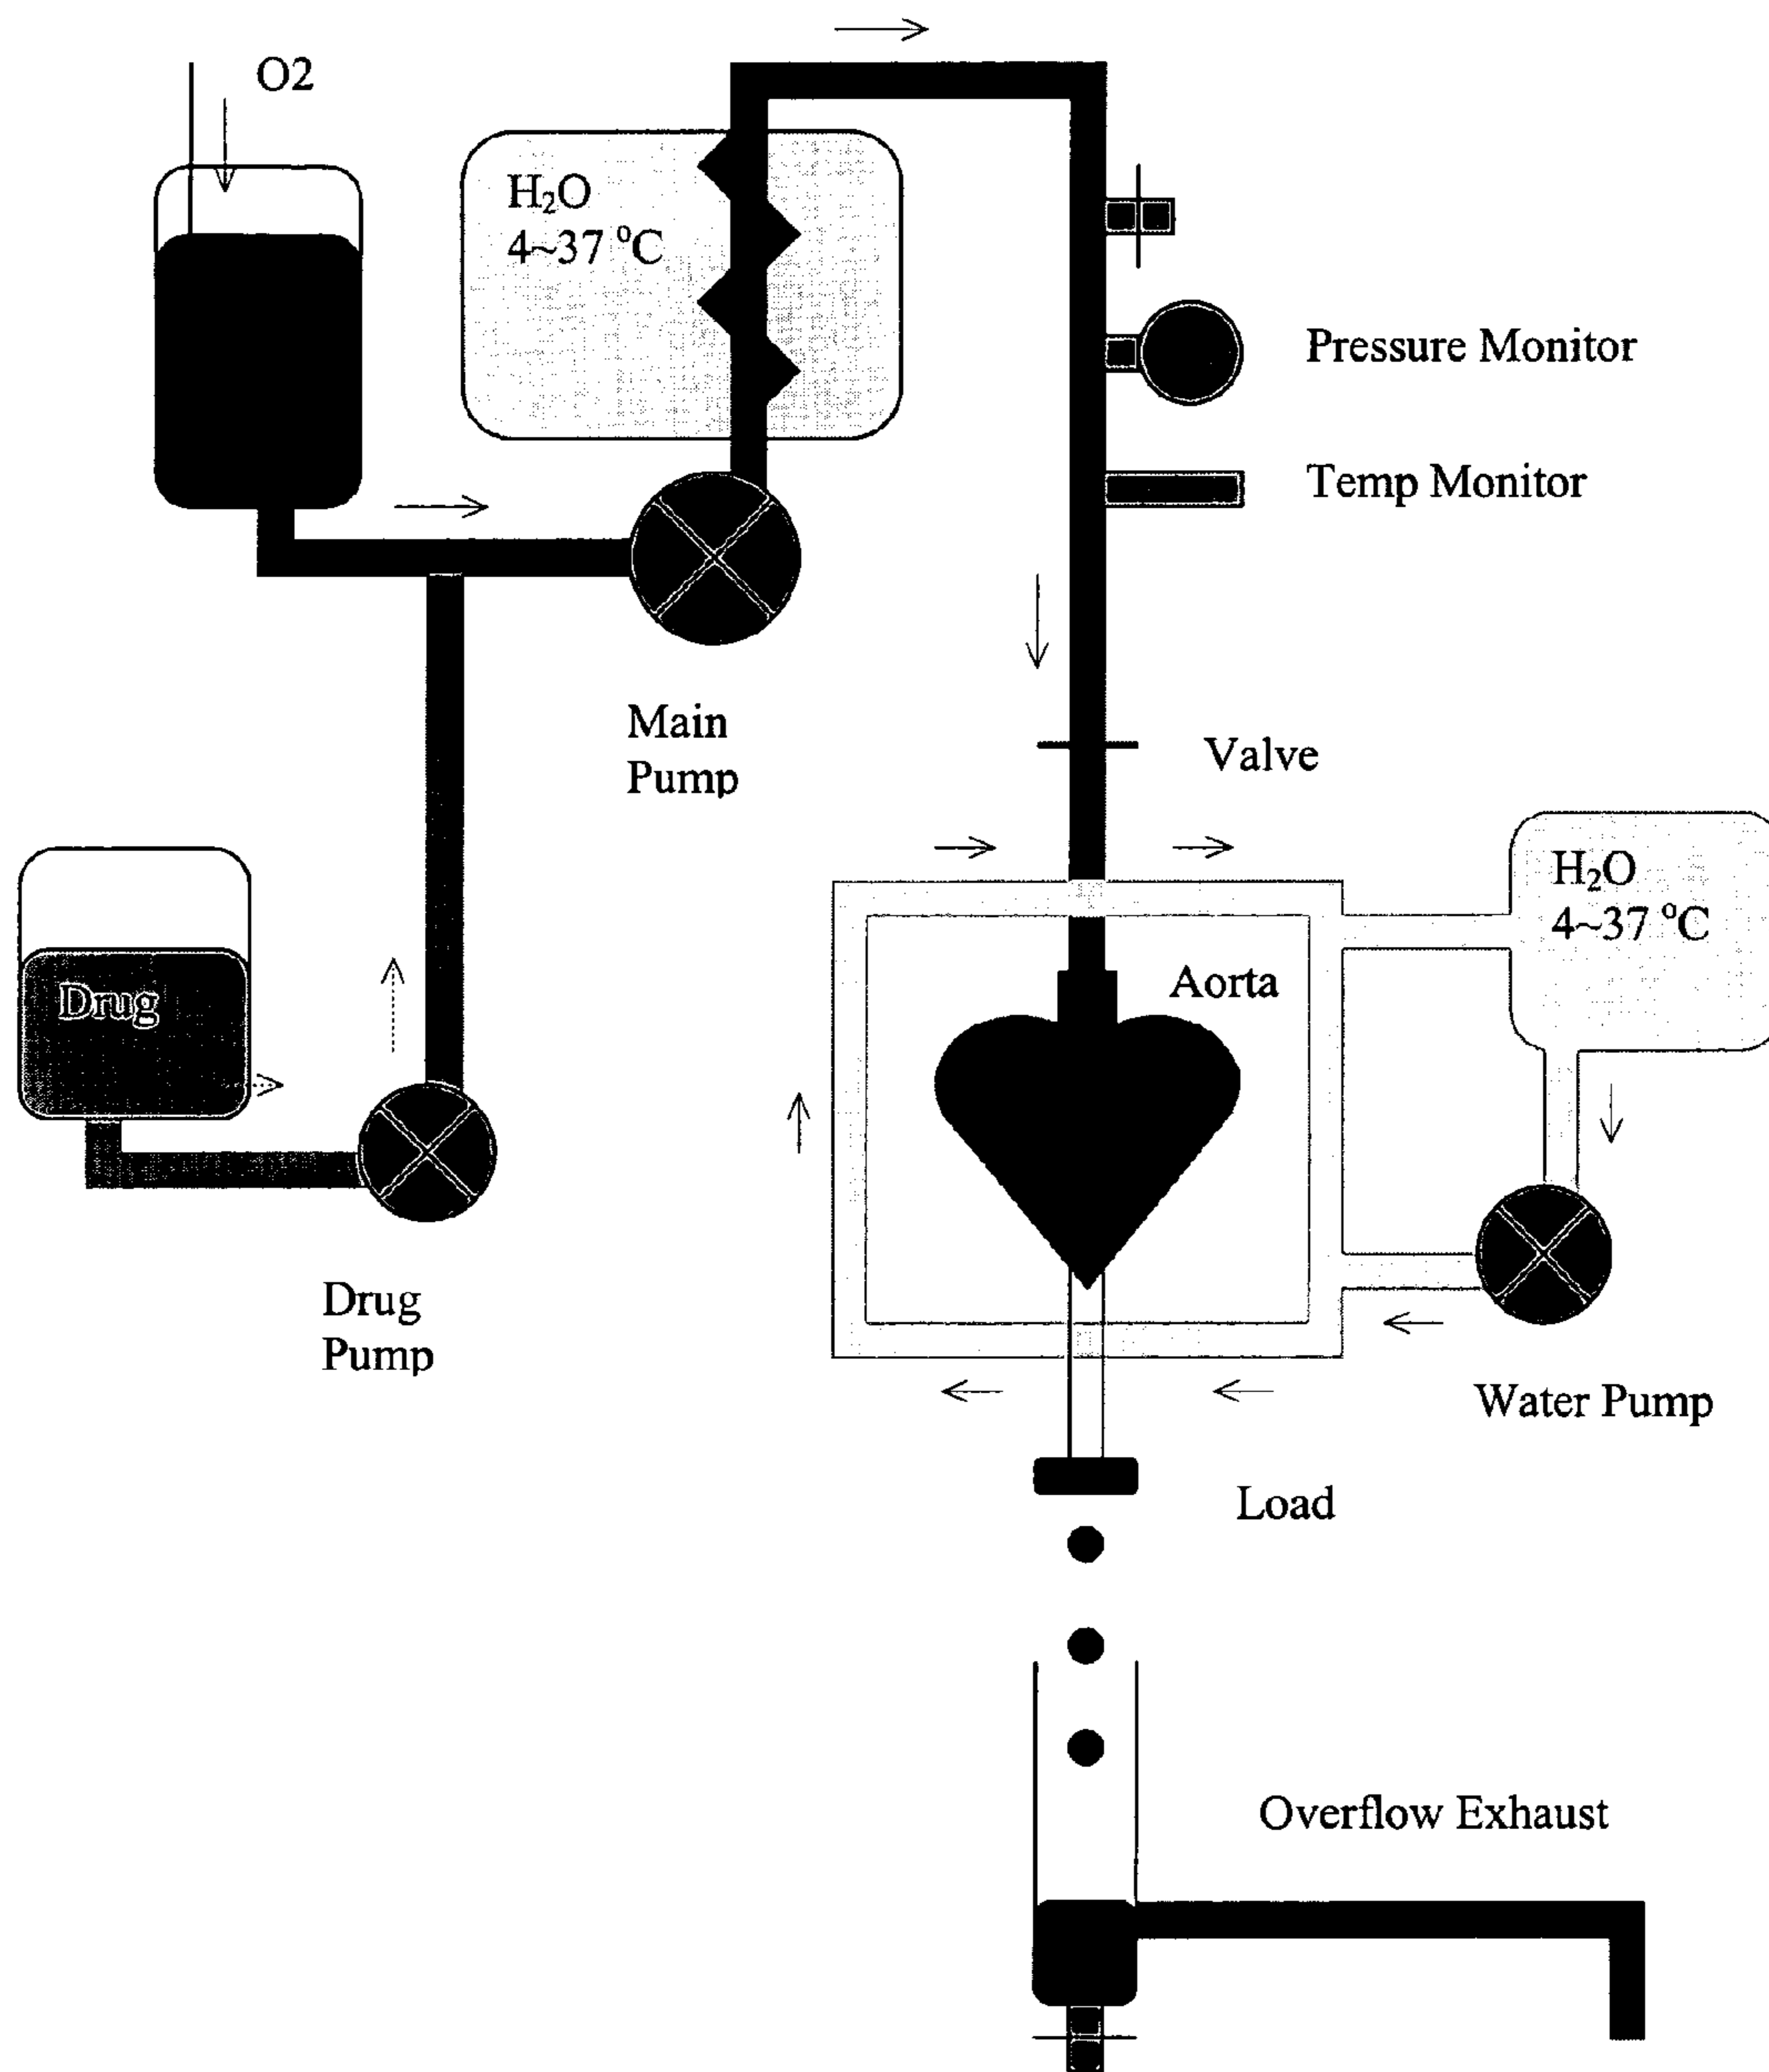 O2
H₂O
4~37 °C
Pressure Monitor
Temp Monitor
Main
Pump
Valve
H₂O
4~37 °C
Drug
Aorta
Drug
Pump
Water Pump
Load
Overflow Exhaust